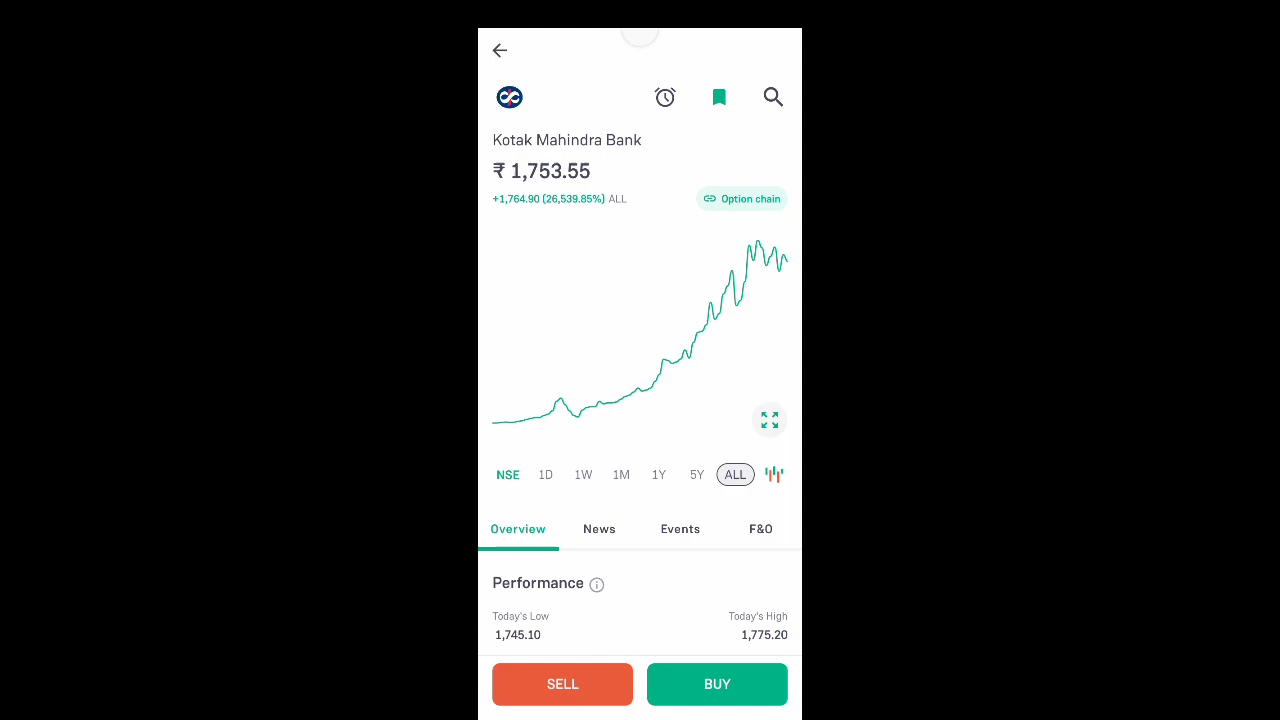 Kotak Mahindra Bank
₹ 1,753.55
+1,764.90 (26,539.85%) ALL
Option chain
NSE 1D 1W 1M 1Y 5Y ALL
Overview News Events F&O
Performance
Today's Low Today's High
1,745.10 1,775.20
SELL BUY